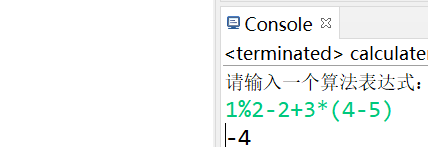 Console
<terminated> calculate
请输入一个算法表达式:
1%2-2+3*(4-5)
-4